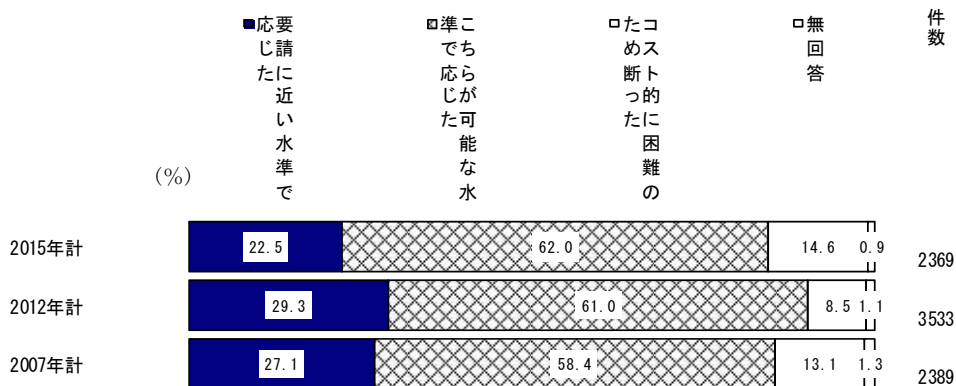 ■要請に近い水準で応じた
こちらが可能な水準で応じた
□コスト的に困難のため断った
□無回答
件数
(%)
2015年計 22.5 62.0 14.6 0.9 2369
2012年計 29.3 61.0 8.5 1.1 3533
2007年計 27.1 58.4 13.1 1.3 2389